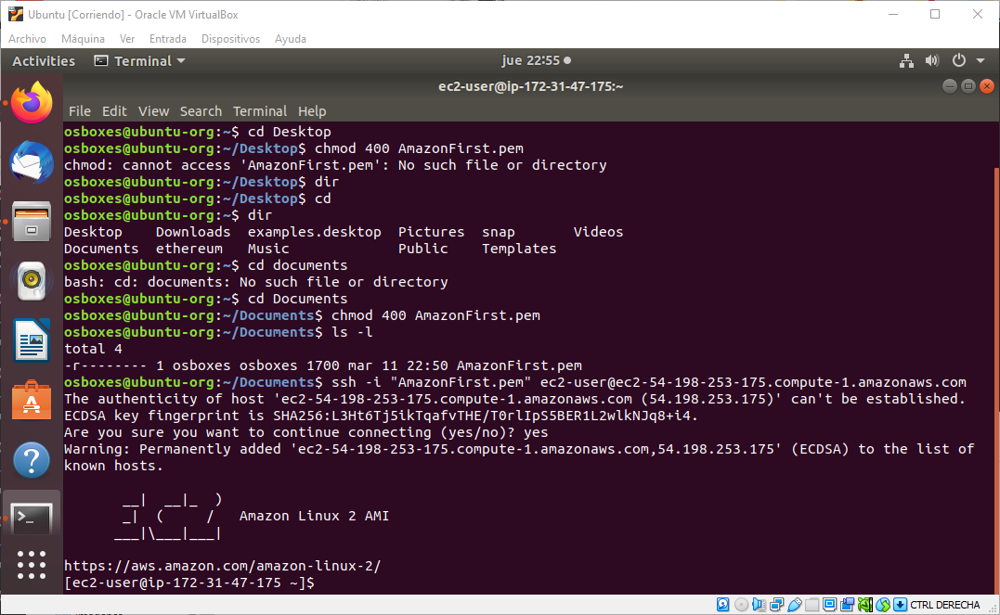 Ubuntu [Corriendo] - Oracle VM VirtualBox
Archivo Máquina Ver Entrada Dispositivos Ayuda
Activities Terminal jue 22:55
ec2-user@ip-172-31-47-175:~
File Edit View Search Terminal Help
osboxes@ubuntu-org:~$ cd Desktop
osboxes@ubuntu-org:~/Desktop$ chmod 400 AmazonFirst.pem
chmod: cannot access 'AmazonFirst.pem': No such file or directory
osboxes@ubuntu-org:~/Desktop$ dir
osboxes@ubuntu-org:~/Desktop$ cd
osboxes@ubuntu-org:~$ dir
Desktop    Downloads  examples.desktop  Pictures  snap       Videos
Documents  ethereum   Music             Public    Templates
osboxes@ubuntu-org:~$ cd documents
bash: cd: documents: No such file or directory
osboxes@ubuntu-org:~$ cd Documents
osboxes@ubuntu-org:~/Documents$ chmod 400 AmazonFirst.pem
osboxes@ubuntu-org:~/Documents$ ls -l
total 4
-r-------- 1 osboxes osboxes 1700 mar 11 22:50 AmazonFirst.pem
osboxes@ubuntu-org:~/Documents$ ssh -i "AmazonFirst.pem" ec2-user@ec2-54-198-253-175.compute-1.amazonaws.com
The authenticity of host 'ec2-54-198-253-175.compute-1.amazonaws.com (54.198.253.175)' can't be established.
ECDSA key fingerprint is SHA256:L3Ht6Tj5ikTqafvTHE/T0rlIpS5BER1L2wlkNJq8+i4.
Are you sure you want to continue connecting (yes/no)? yes
Warning: Permanently added 'ec2-54-198-253-175.compute-1.amazonaws.com,54.198.253.175' (ECDSA) to the list of
known hosts.
       __|  __|_  )
       _|  (     /   Amazon Linux 2 AMI
      ___|\___|___|
https://aws.amazon.com/amazon-linux-2/
[ec2-user@ip-172-31-47-175 ~]$
CTRL DERECHA